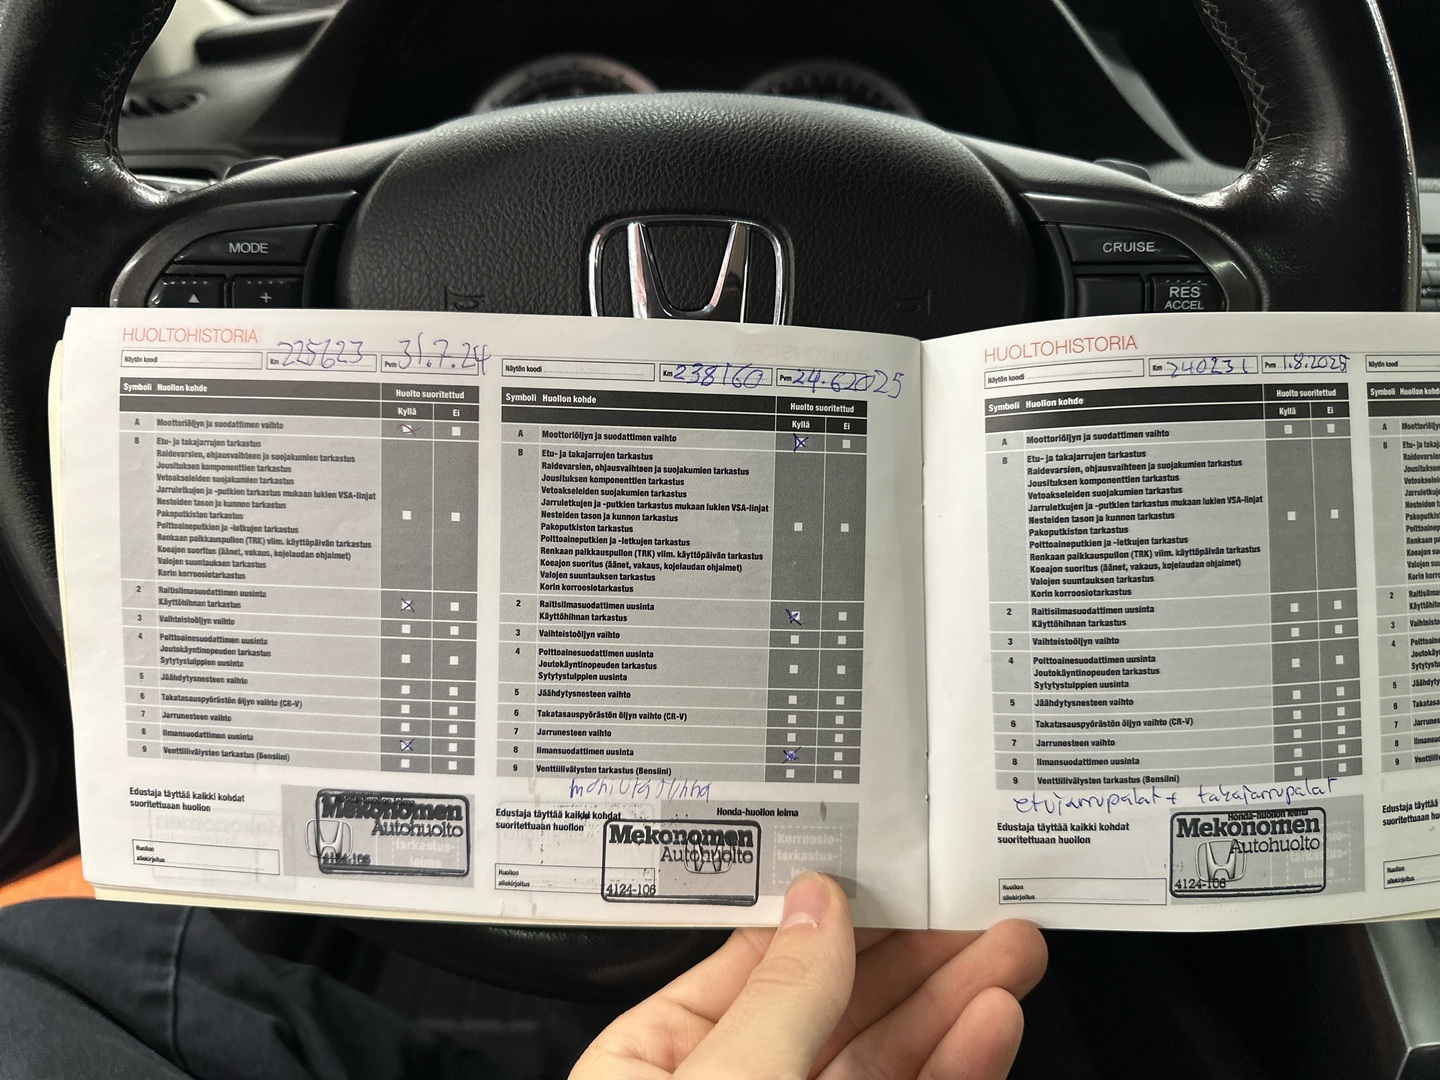 MODE
+
CRUISE
RES
ACCEL
HUOLTOHISTORIA
Näytön koodi
Km 225623
Pvm 31.7.24
Symboli Huollon kohde
Huolto suoritettud
Kyllä Ei
A Moottoriöljyn ja suodattimen vaihto
B Etu- ja takajarrujen tarkastus
Raidevarsien, ohjausvaihteen ja suojakumien tarkastus
Jousituksen komponenttien tarkastus
Vetoakseleiden suojakumien tarkastus
Jarruletkujen ja -putkien tarkastus mukaan lukien VSA-linjat
Nesteiden tason ja kunnon tarkastus
Pakoputkiston tarkastus
Polttoaineputkien ja -letkujen tarkastus
Renkaan paikkauspullon (TRK) viim. käyttöpäivän tarkastus
Koeajon suoritus (äänet, vakaus, kojelaudan ohjaimet)
Valojen suuntauksen tarkastus
Korin korroosiotarkastus
2 Raitisilmasuodattimen uusinta
Käyttöhihnan tarkastus
3 Vaihteistoöljyn vaihto
4 Polttoainesuodattimen uusinta
Joutokäyntinopeuden tarkastus
Sytytystulppien uusinta
5 Jäähdytysnesteen vaihto
6 Takatasauspyörästön öljyn vaihto (CR-V)
7 Jarrunesteen vaihto
8 Ilmansuodattimen uusinta
9 Venttiilivälysten tarkastus (Bensiini)
Edustaja täyttää kaikki kohdat
suoritettuaan huollon
Huollon
allekirjoitus
Mekonomen
Autohuolto
4124-106
Näytön koodi
Km 238160
Pvm 24.6.2025
Symboli Huollon kohde
Huolto suoritettud
Kyllä Ei
A Moottoriöljyn ja suodattimen vaihto
B Etu- ja takajarrujen tarkastus
Raidevarsien, ohjausvaihteen ja suojakumien tarkastus
Jousituksen komponenttien tarkastus
Vetoakseleiden suojakumien tarkastus
Jarruletkujen ja -putkien tarkastus mukaan lukien VSA-linjat
Nesteiden tason ja kunnon tarkastus
Pakoputkiston tarkastus
Polttoaineputkien ja -letkujen tarkastus
Renkaan paikkauspullon (TRK) viim. käyttöpäivän tarkastus
Koeajon suoritus (äänet, vakaus, kojelaudan ohjaimet)
Valojen suuntauksen tarkastus
Korin korroosiotarkastus
2 Raitisilmasuodattimen uusinta
Käyttöhihnan tarkastus
3 Vaihteistoöljyn vaihto
4 Polttoainesuodattimen uusinta
Joutokäyntinopeuden tarkastus
Sytytystulppien uusinta
5 Jäähdytysnesteen vaihto
6 Takatasauspyörästön öljyn vaihto (CR-V)
7 Jarrunesteen vaihto
8 Ilmansuodattimen uusinta
9 Venttiilivälysten tarkastus (Bensiini)
moniurahihna
Edustaja täyttää kaikki kohdat
suoritettuaan huollon
Honda-huollon leima
Huollon
allekirjoitus
Mekonomen
Autohuolto
4124-106
Korroosio-
tarkastus-
HUOLTOHISTORIA
Näytön koodi
Km 240231
Pvm 1.8.2025
Symboli Huollon kohde
Huolto suoritettud
Kyllä Ei
A Moottoriöljyn ja suodattimen vaihto
B Etu- ja takajarrujen tarkastus
Raidevarsien, ohjausvaihteen ja suojakumien tarkastus
Jousituksen komponenttien tarkastus
Vetoakseleiden suojakumien tarkastus
Jarruletkujen ja -putkien tarkastus mukaan lukien VSA-linjat
Nesteiden tason ja kunnon tarkastus
Pakoputkiston tarkastus
Polttoaineputkien ja -letkujen tarkastus
Renkaan paikkauspullon (TRK) viim. käyttöpäivän tarkastus
Koeajon suoritus (äänet, vakaus, kojelaudan ohjaimet)
Valojen suuntauksen tarkastus
Korin korroosiotarkastus
2 Raitisilmasuodattimen uusinta
Käyttöhihnan tarkastus
3 Vaihteistoöljyn vaihto
4 Polttoainesuodattimen uusinta
Joutokäyntinopeuden tarkastus
Sytytystulppien uusinta
5 Jäähdytysnesteen vaihto
6 Takatasauspyörästön öljyn vaihto (CR-V)
7 Jarrunesteen vaihto
8 Ilmansuodattimen uusinta
9 Venttiilivälysten tarkastus (Bensiini)
etujarrupalat + takajarrupalat
Edustaja täyttää kaikki kohdat
suoritettuaan huollon
Honda-huollon leima
Huollon
allekirjoitus
Mekonomen
Autohuolto
4124-106
Näytön koodi
Symboli
A
B
2
3
4
5
6
7
8
9